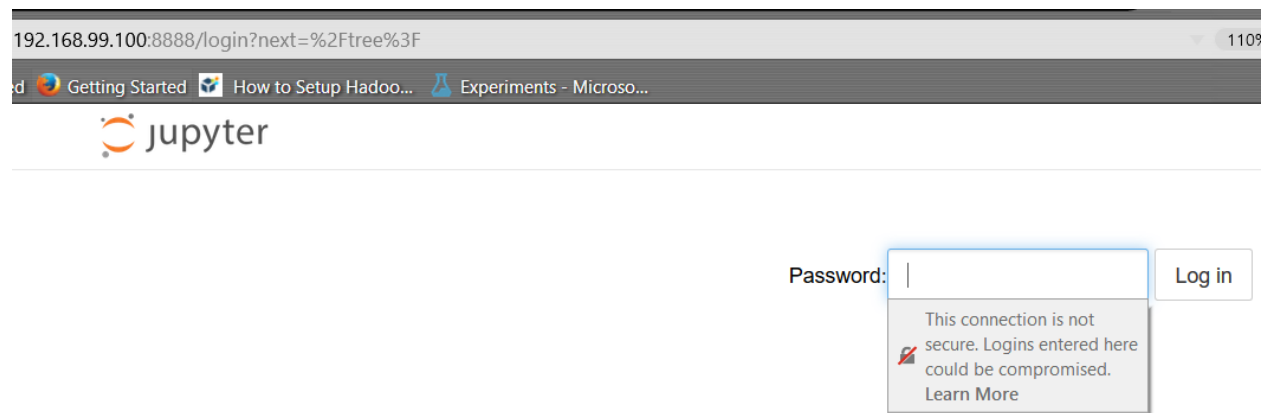 192.168.99.100:8888/login?next=%2Ftree%3F 110%
ed Getting Started How to Setup Hadoo... Experiments - Microso...
jupyter
Password: Log in
This connection is not
secure. Logins entered here
could be compromised.
Learn More